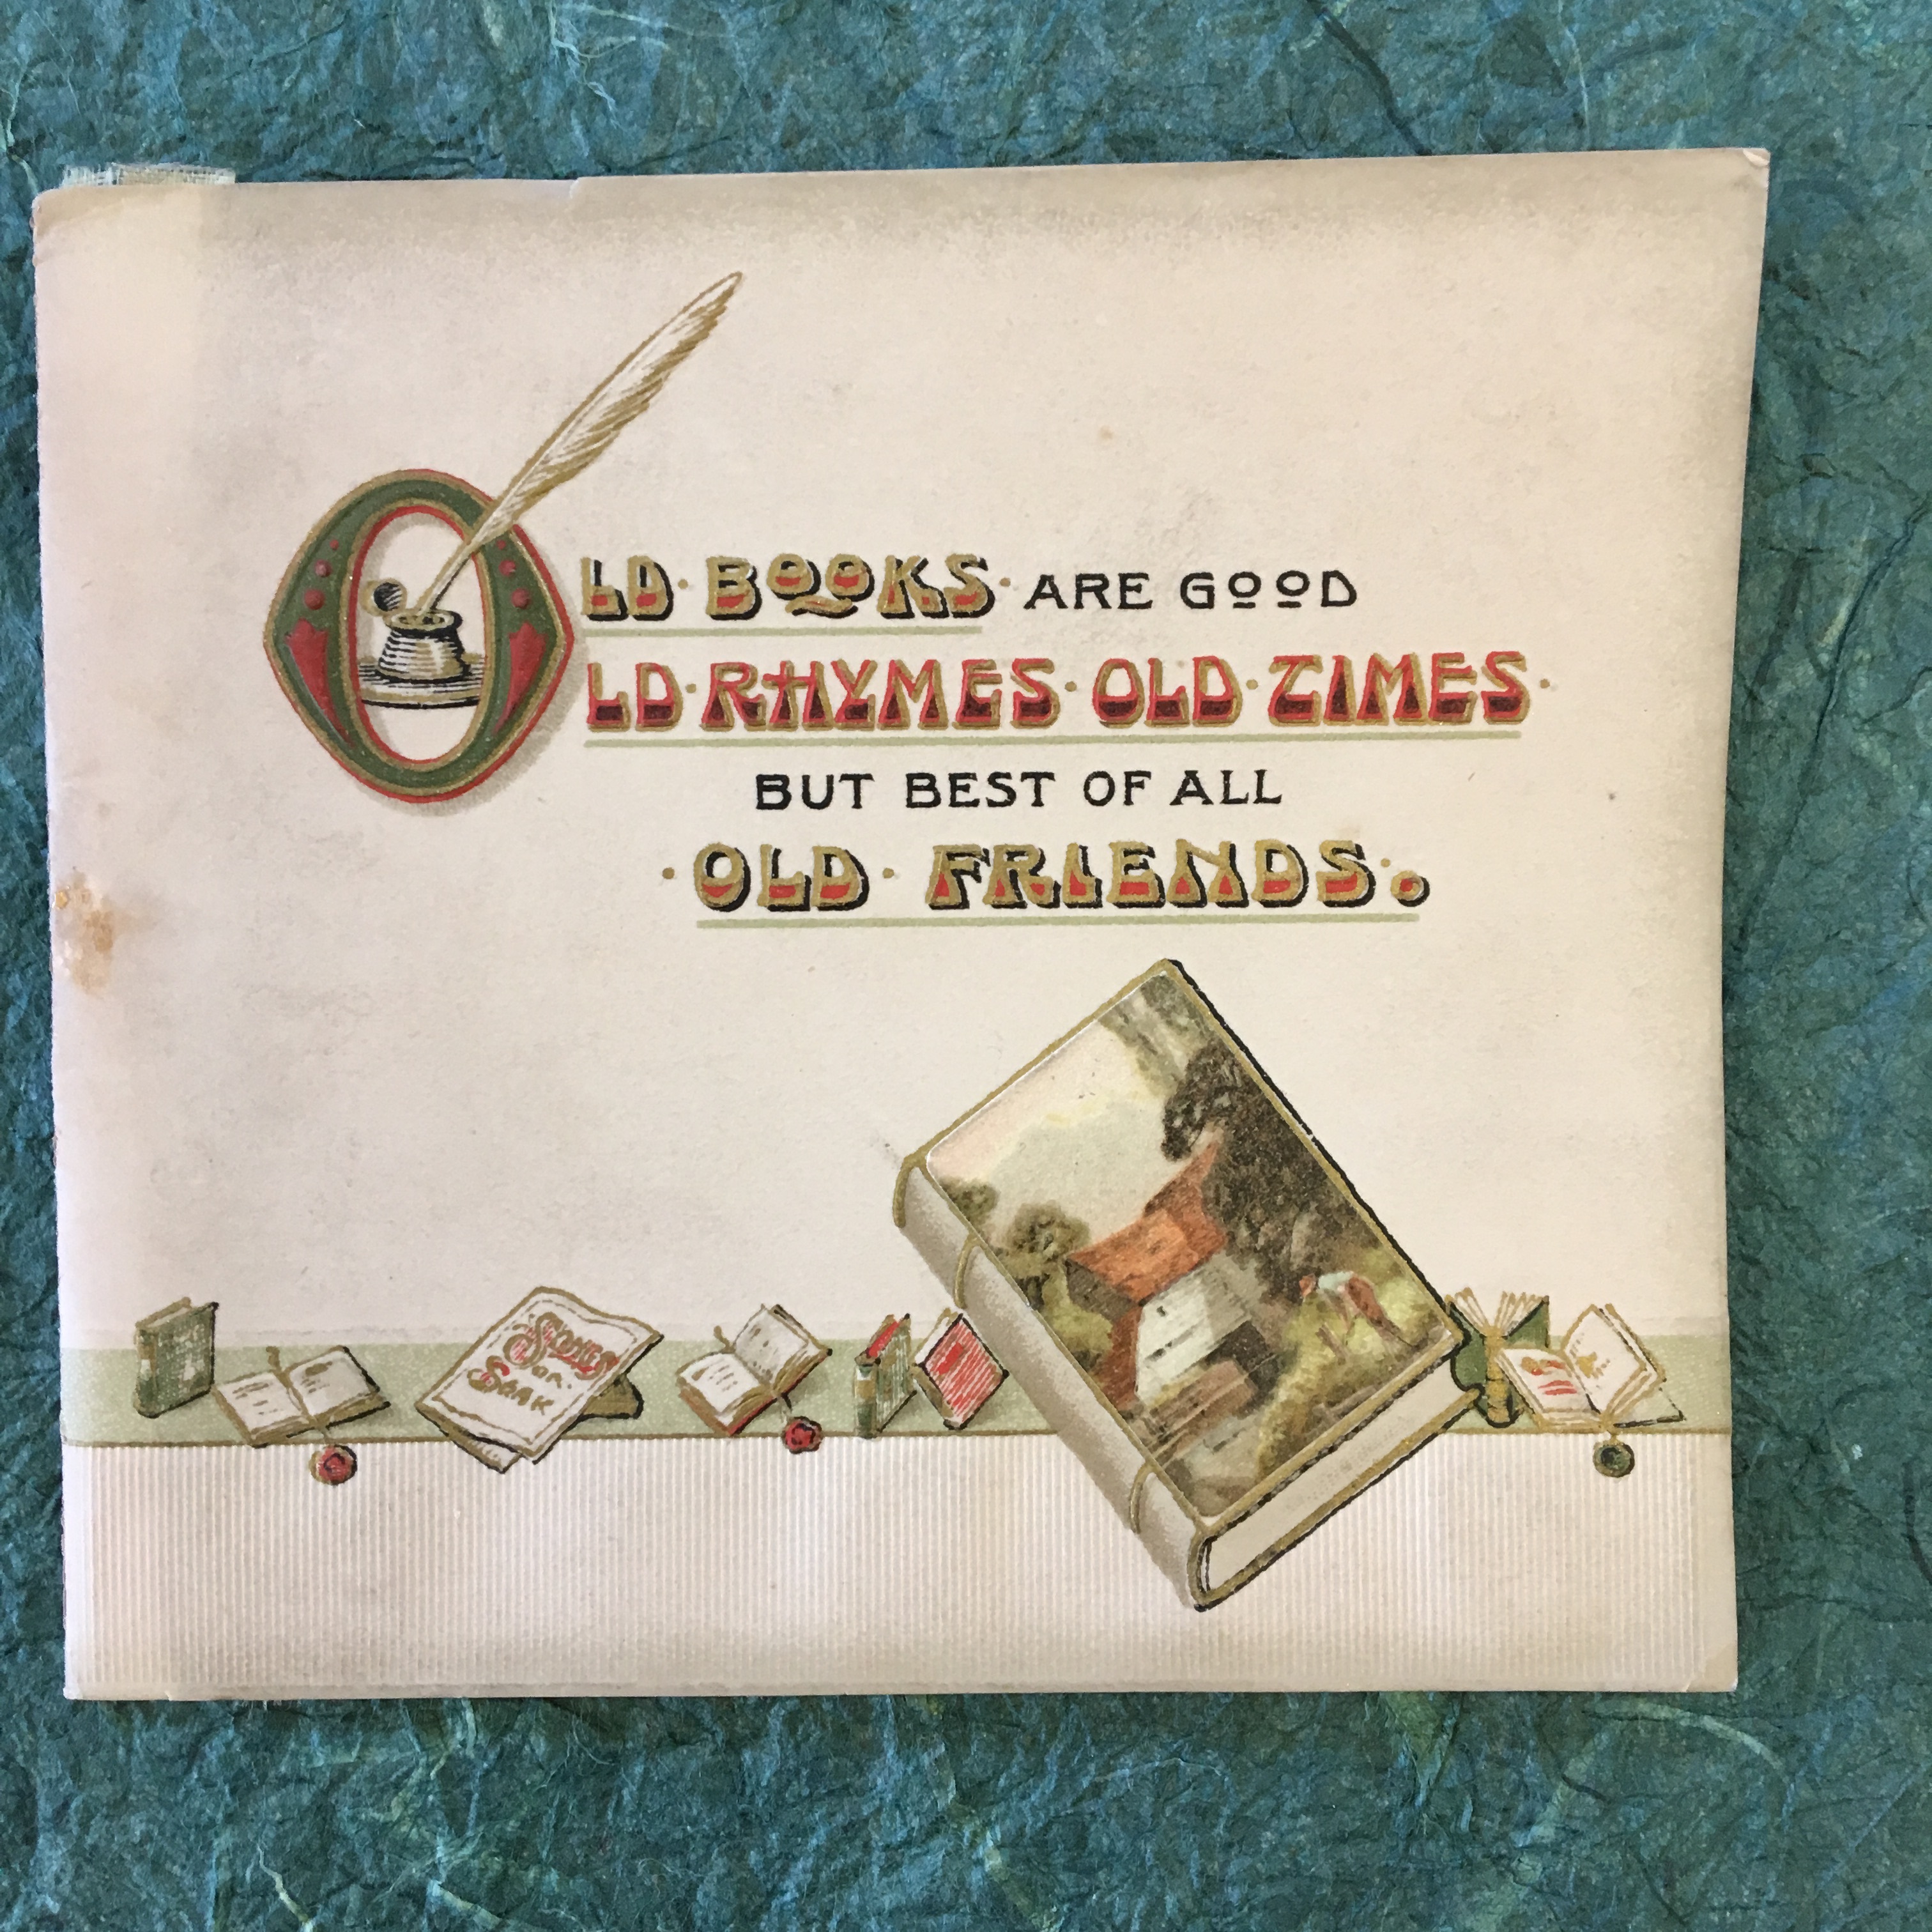 OLD·BOOKS· ARE GOOD
OLD·RHYMES·OLD·TIMES·
BUT BEST OF ALL
·OLD· FRIENDS: